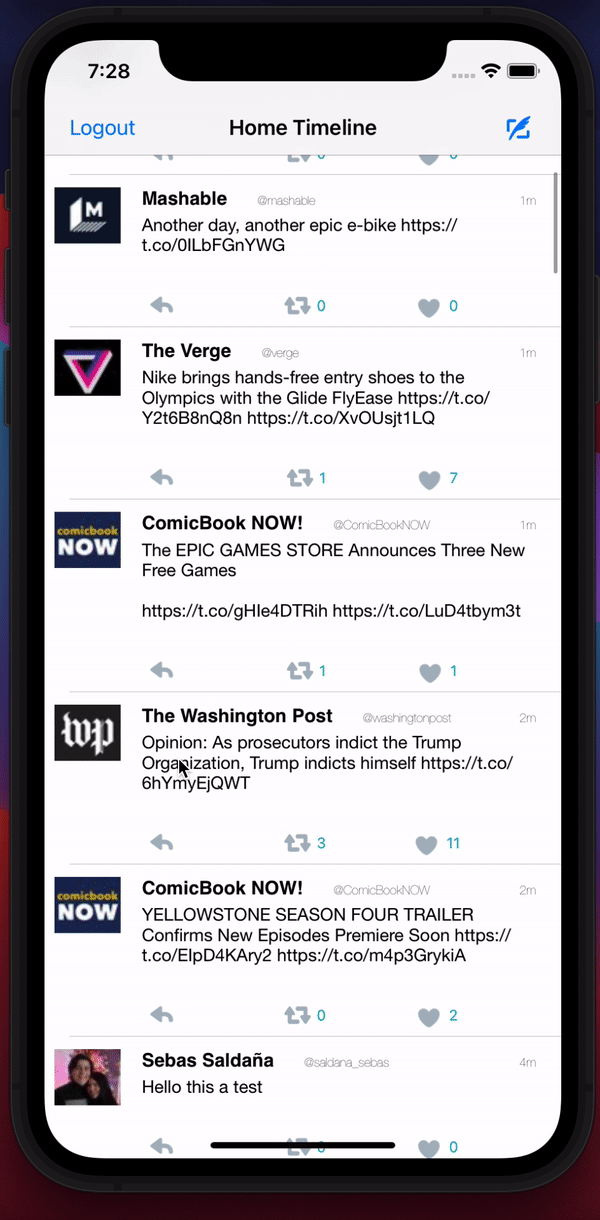 7:28
Logout Home Timeline
0 0
M
Mashable @mashable 1m
Another day, another epic e-bike https://
t.co/0ILbFGnYWG
0 0
The Verge @verge 1m
Nike brings hands-free entry shoes to the
Olympics with the Glide FlyEase https://t.co/
Y2t6B8nQ8n https://t.co/XvOUsjt1LQ
1 7
comicbook
NOW
ComicBook NOW! @ComicBookNOW 1m
The EPIC GAMES STORE Announces Three New
Free Games
https://t.co/gHIe4DTRih https://t.co/LuD4tbym3t
1 1
wp
The Washington Post @washingtonpost 2m
Opinion: As prosecutors indict the Trump
Organization, Trump indicts himself https://t.co/
6hYmyEjQWT
3 11
comicbook
NOW
ComicBook NOW! @ComicBookNOW 2m
YELLOWSTONE SEASON FOUR TRAILER
Confirms New Episodes Premiere Soon https://
t.co/EIpD4KAry2 https://t.co/m4p3GrykiA
0 2
Sebas Saldaña @saldana_sebas 4m
Hello this a test
0 0